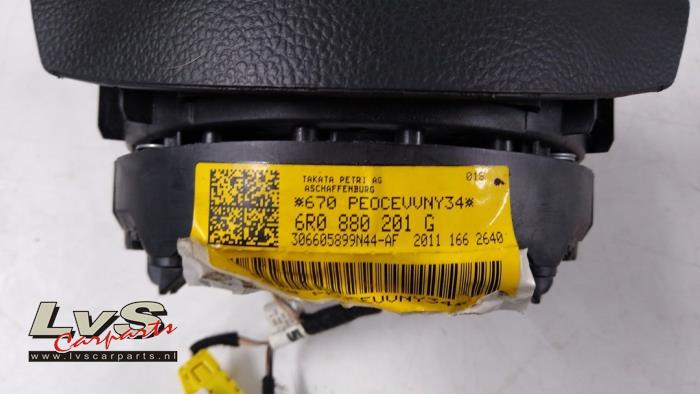 TAKATA PETRI AG
ASCHAFFENBURG
018
*670 PEOCEVVNY34*
6R0 880 201 G
306605899N44-AF 2011 166 2640
PEOCEVVNY34*
LvS
Carparts
www.lvscarparts.nl